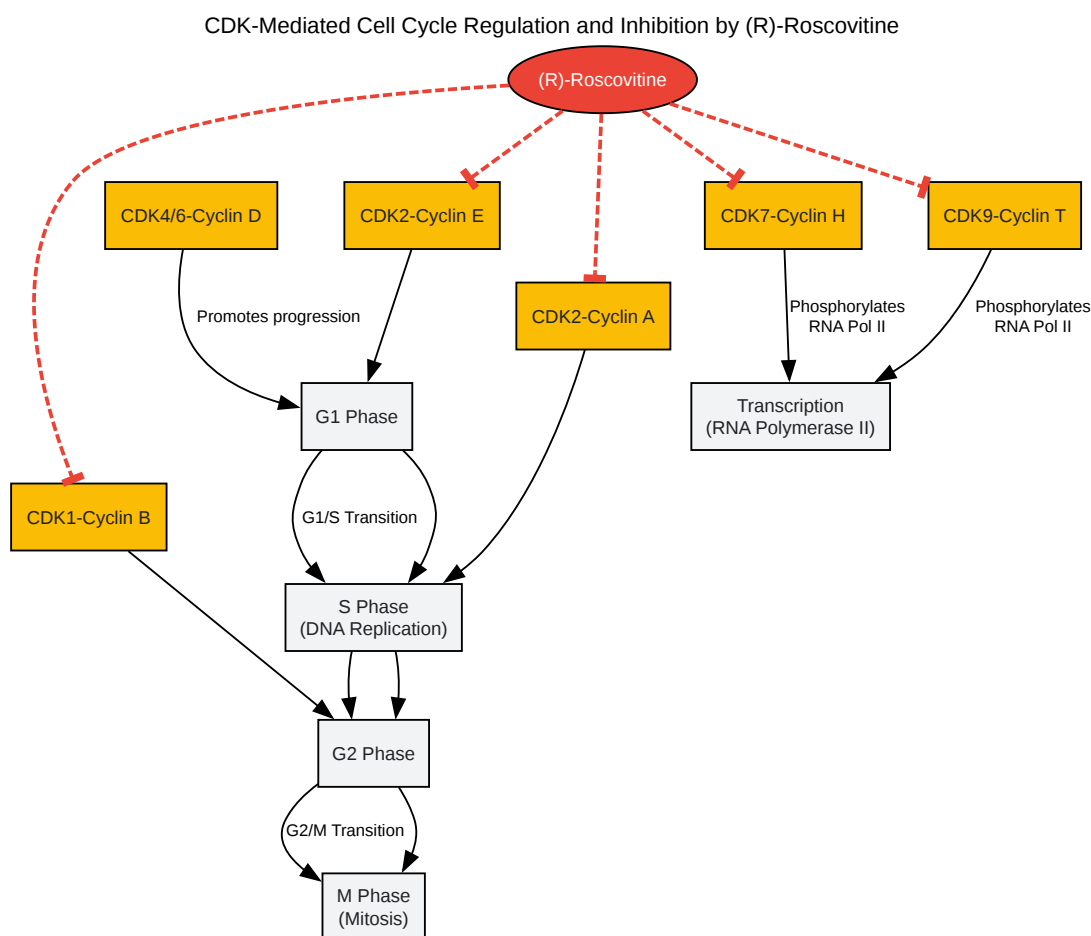 CDK-Mediated Cell Cycle Regulation and Inhibition by (R)-Roscovitine
(R)-Roscovitine
CDK4/6-Cyclin D
CDK2-Cyclin E
CDK7-Cyclin H
CDK9-Cyclin T
CDK2-Cyclin A
Promotes progression
Phosphorylates
RNA Pol II
Phosphorylates
RNA Pol II
G1 Phase
Transcription
(RNA Polymerase II)
CDK1-Cyclin B
G1/S Transition
S Phase
(DNA Replication)
G2 Phase
G2/M Transition
M Phase
(Mitosis)